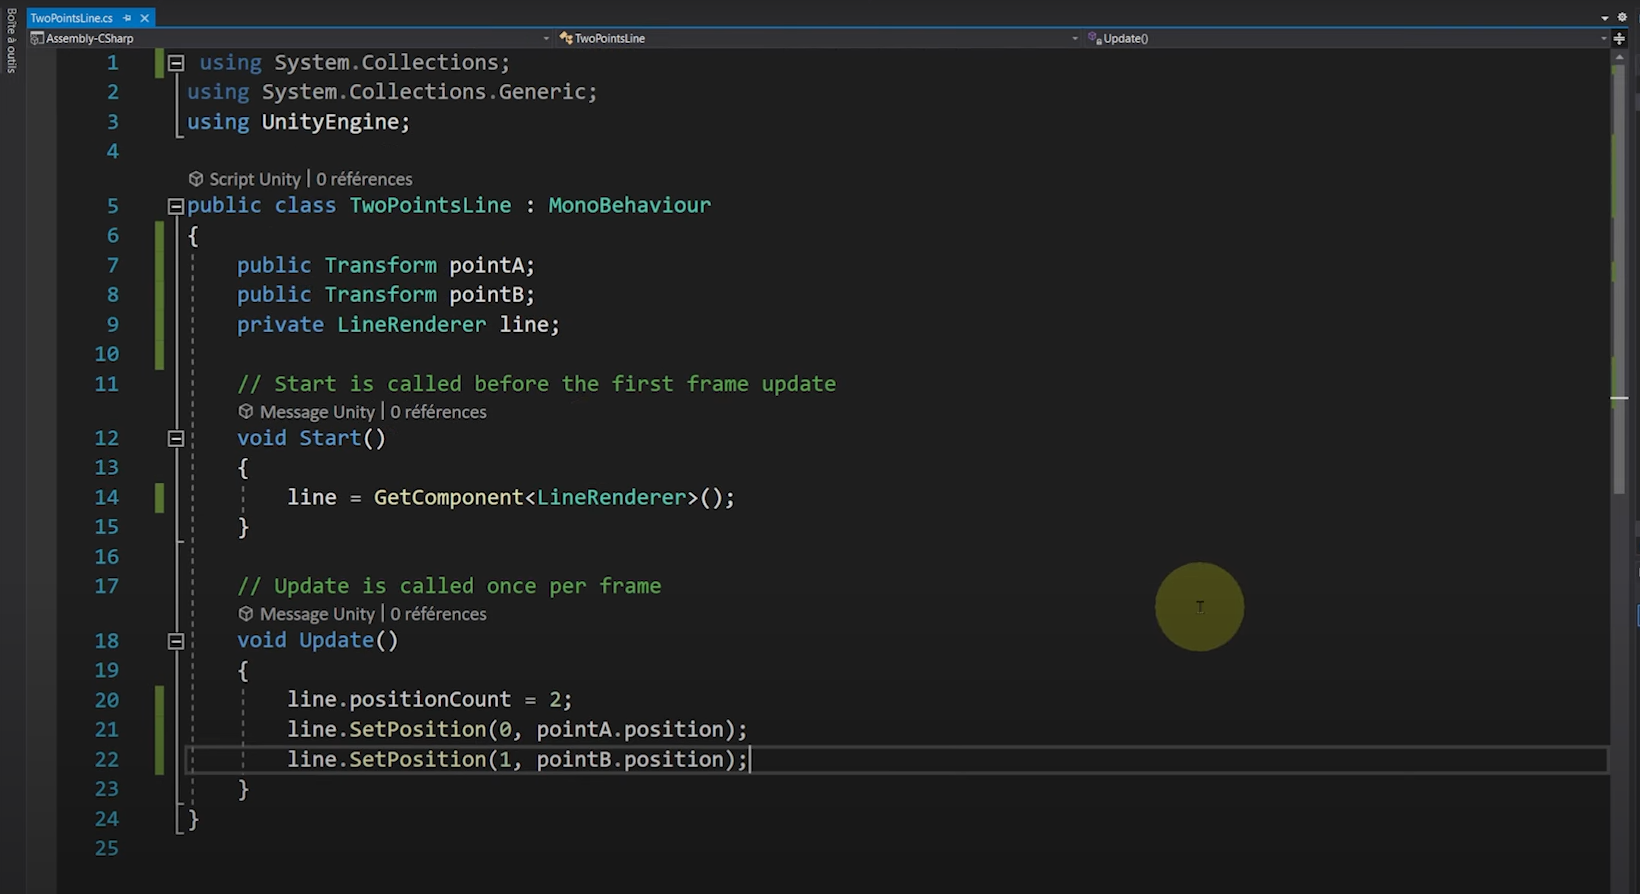 Boîte à outils
TwoPointsLine.cs
Assembly-CSharp TwoPointsLine Update()
1 using System.Collections;
2 using System.Collections.Generic;
3 using UnityEngine;
4
Script Unity | 0 références
5 public class TwoPointsLine : MonoBehaviour
6 {
7 public Transform pointA;
8 public Transform pointB;
9 private LineRenderer line;
10
11 // Start is called before the first frame update
Message Unity | 0 références
12 void Start()
13 {
14 line = GetComponent<LineRenderer>();
15 }
16
17 // Update is called once per frame
Message Unity | 0 références
18 void Update()
19 {
20 line.positionCount = 2;
21 line.SetPosition(0, pointA.position);
22 line.SetPosition(1, pointB.position);
23 }
24 }
25